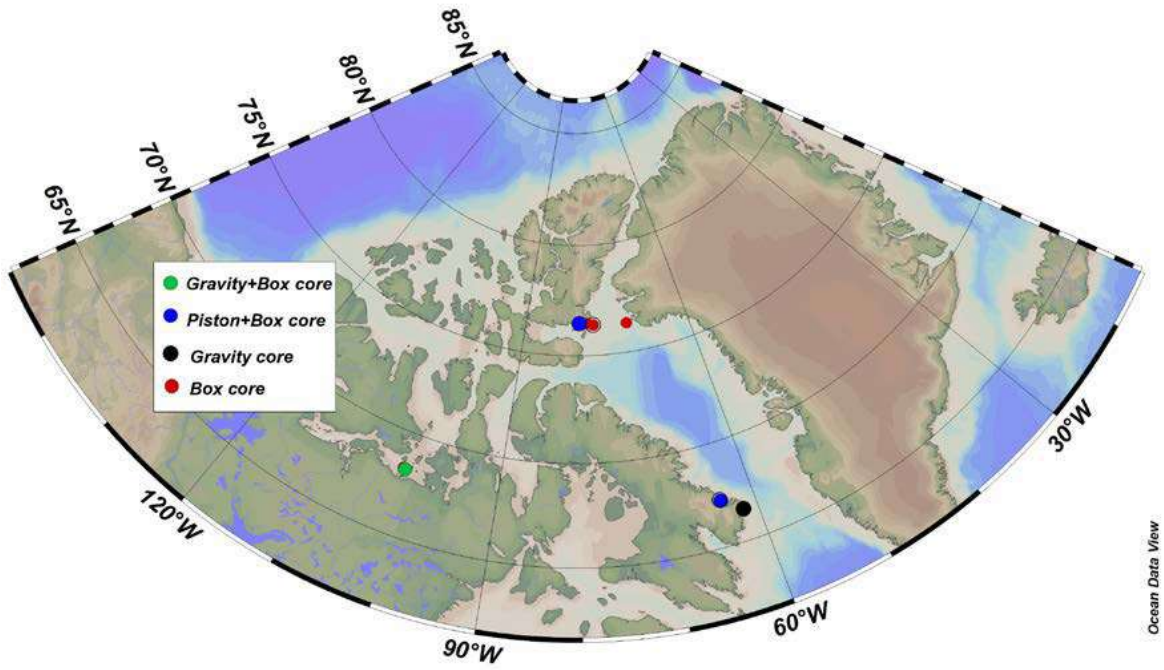 85°N
80°N
75°N
70°N
65°N
Gravity+Box core
Piston+Box core
Gravity core
Box core
120°W
90°W
60°W
30°W
Ocean Data View